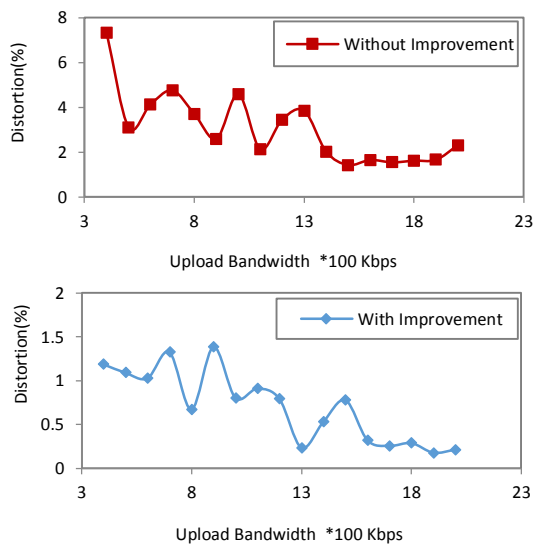 8
Without Improvement
6
Distortion(%)
4
2
0
3 8 13 18 23
Upload Bandwidth *100 Kbps
2
With Improvement
1.5
Distortion(%)
1
0.5
0
3 8 13 18 23
Upload Bandwidth *100 Kbps